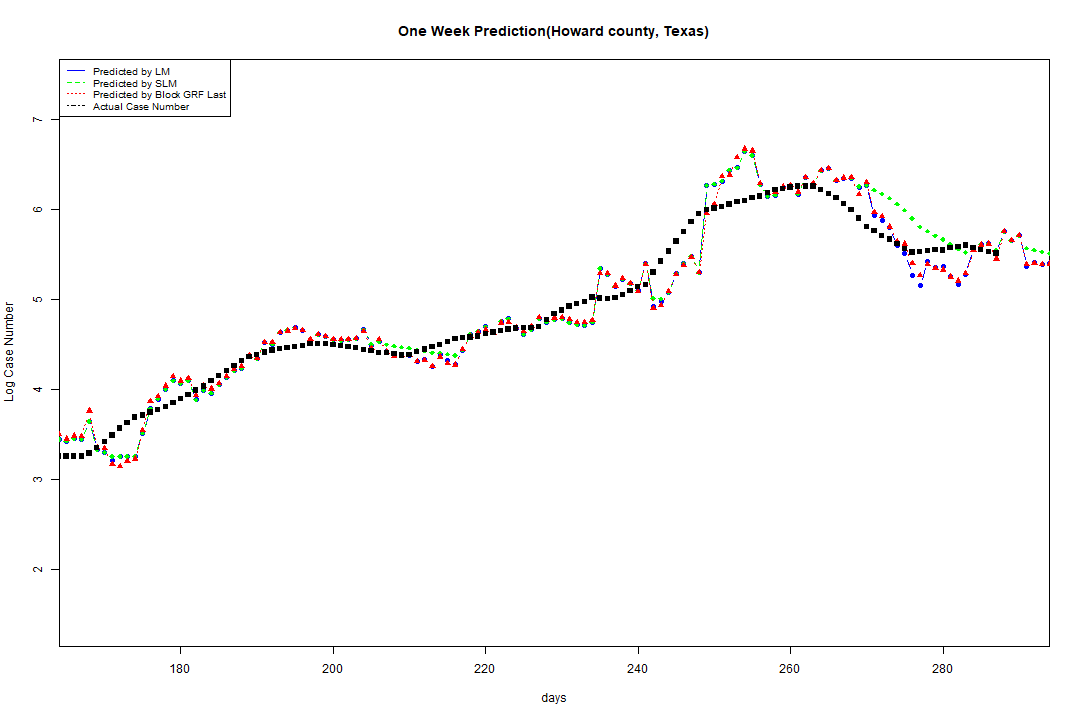 One Week Prediction(Howard county, Texas)
Predicted by LM
Predicted by SLM
Predicted by Block GRF Last
Actual Case Number
7
6
5
4
3
2
Log Case Number
180 200 220 240 260 280
days